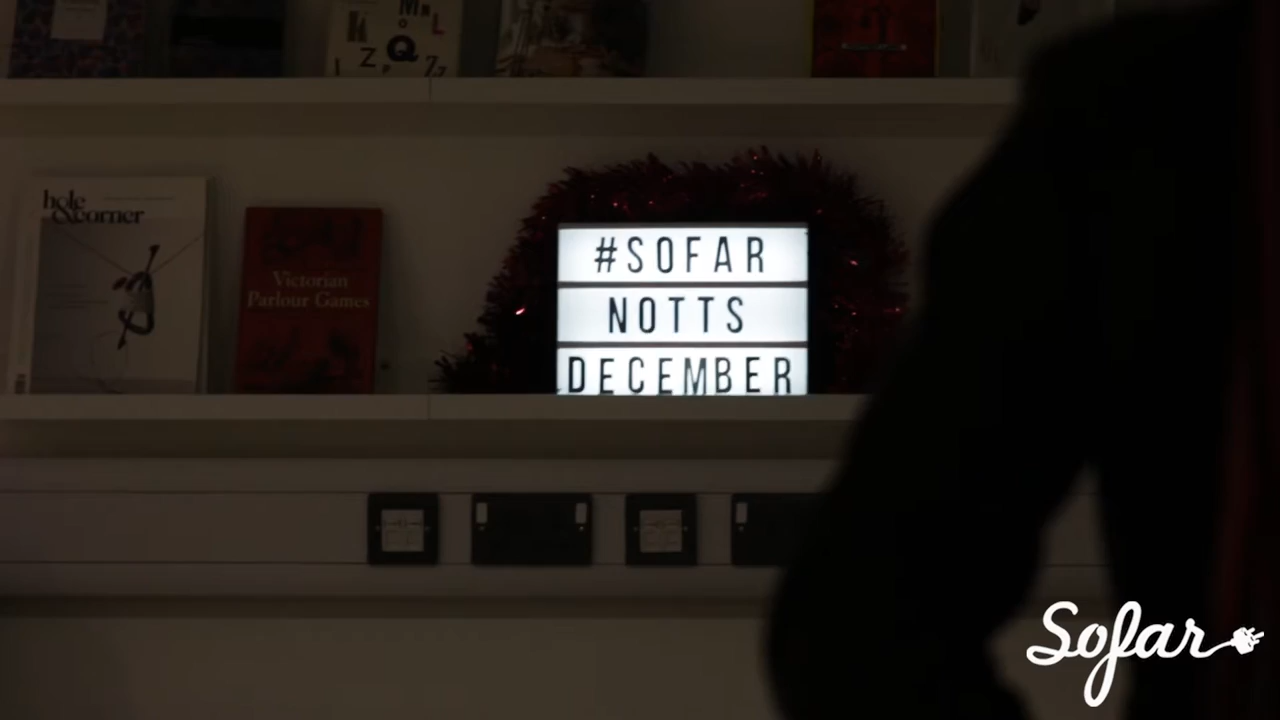 hole
&corner
Victorian
Parlour Games
#SOFAR
NOTTS
DECEMBER
Sofar